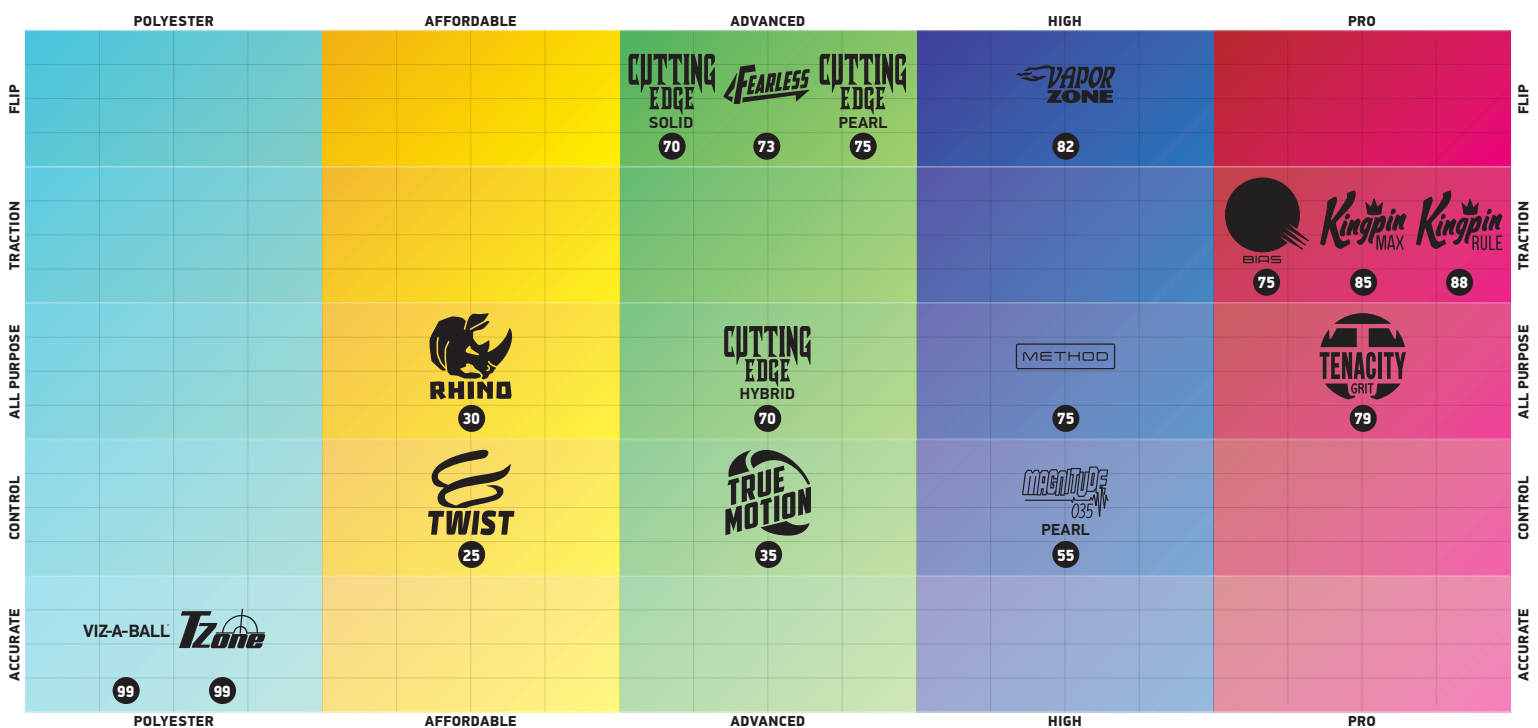 POLYESTER AFFORDABLE ADVANCED HIGH PRO
FLIP
CUTTING EDGE SOLID
70
FEARLESS
73
CUTTING EDGE PEARL
75
VAPOR ZONE
82
FLIP
TRACTION
BIAS
75
Kingpin MAX
85
Kingpin RULE
88
TRACTION
ALL PURPOSE
RHINO
30
CUTTING EDGE HYBRID
70
METHOD
75
TENACITY GRIT
79
ALL PURPOSE
CONTROL
TWIST
25
TRUE MOTION
35
MAGNITUDE 035 PEARL
55
CONTROL
ACCURATE
VIZ-A-BALL
99
TZone
99
ACCURATE
POLYESTER AFFORDABLE ADVANCED HIGH PRO